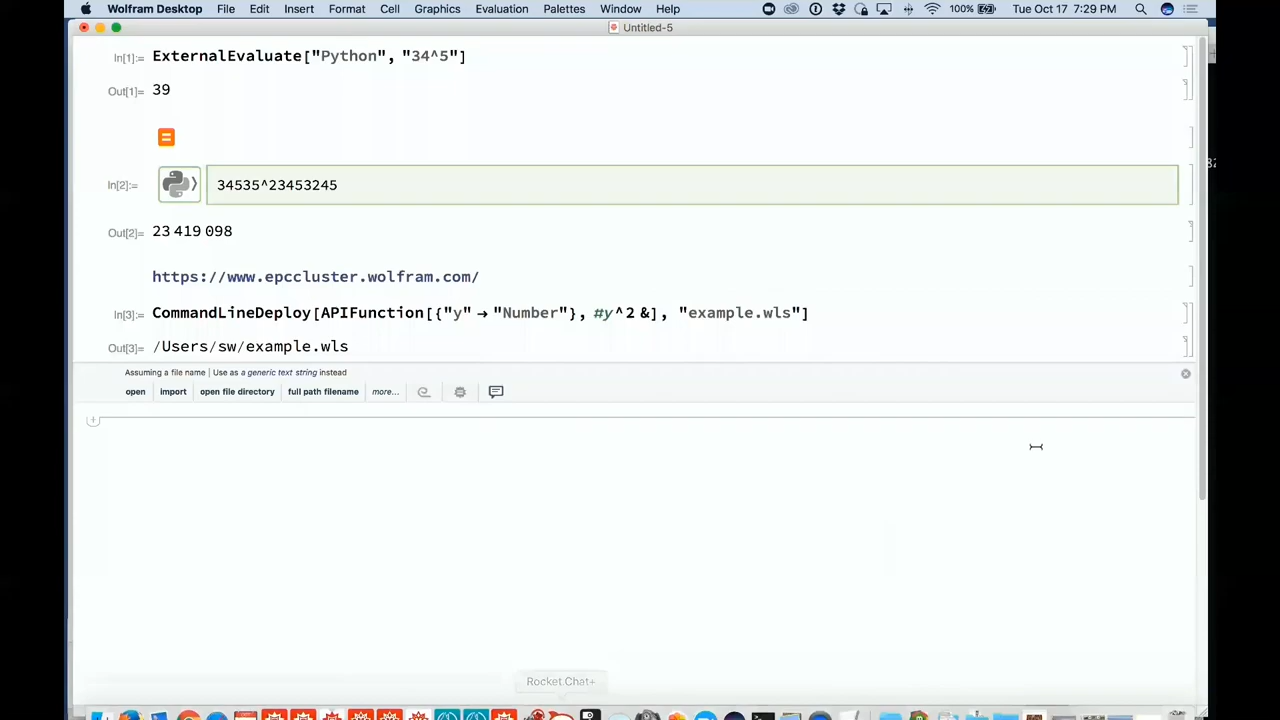 Wolfram Desktop File Edit Insert Format Cell Graphics Evaluation Palettes Window Help 100% Tue Oct 17 7:29 PM
Untitled-5
In[1]:= ExternalEvaluate["Python", "34^5"]
Out[1]= 39
In[2]:= 34535^23453245
Out[2]= 23 419 098
https://www.epccluster.wolfram.com/
In[3]:= CommandLineDeploy[APIFunction[{"y" → "Number"}, #y^2 &], "example.wls"]
Out[3]= /Users/sw/example.wls
Assuming a file name | Use as a generic text string instead
open import open file directory full path filename more...
Rocket.Chat+